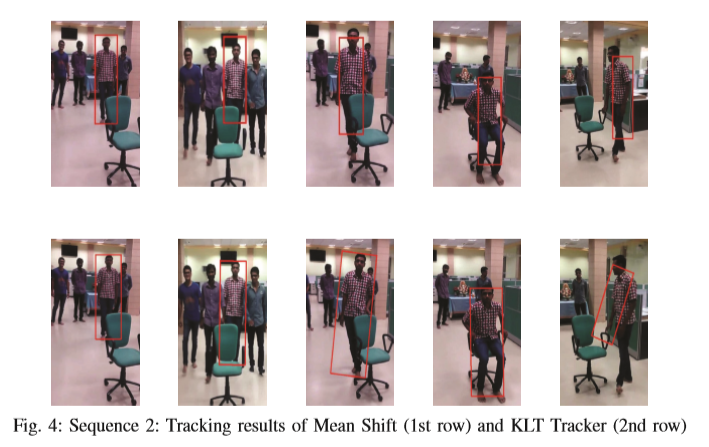 Fig. 4: Sequence 2: Tracking results of Mean Shift (1st row) and KLT Tracker (2nd row)